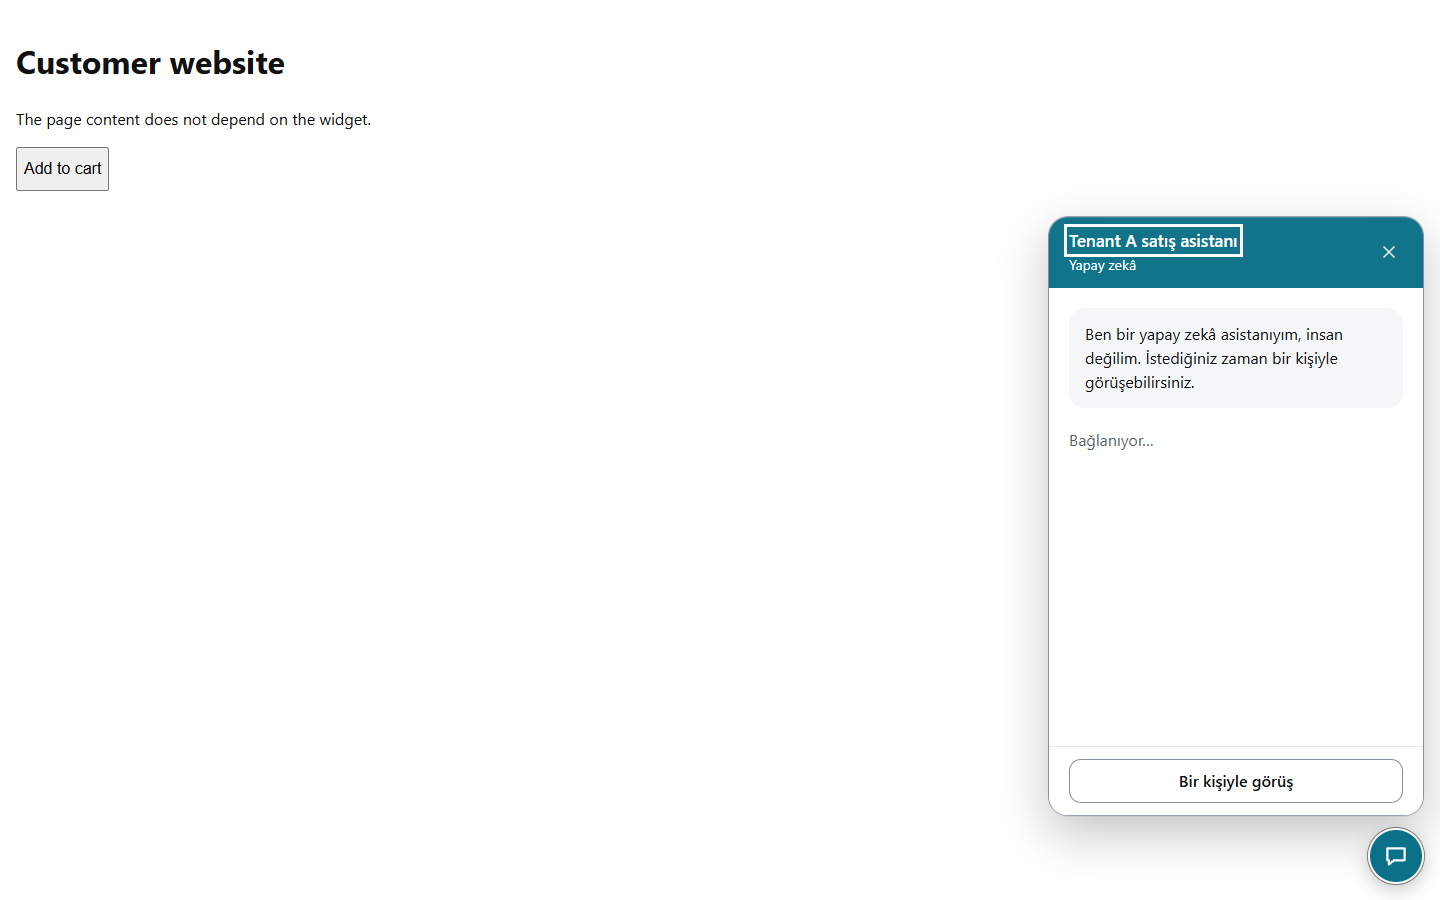 Customer website
The page content does not depend on the widget.
Add to cart
Tenant A satış asistanı
Yapay zekâ
Ben bir yapay zekâ asistanıyım, insan
değilim. İstediğiniz zaman bir kişiyle
görüşebilirsiniz.
Bağlanıyor...
Bir kişiyle görüş